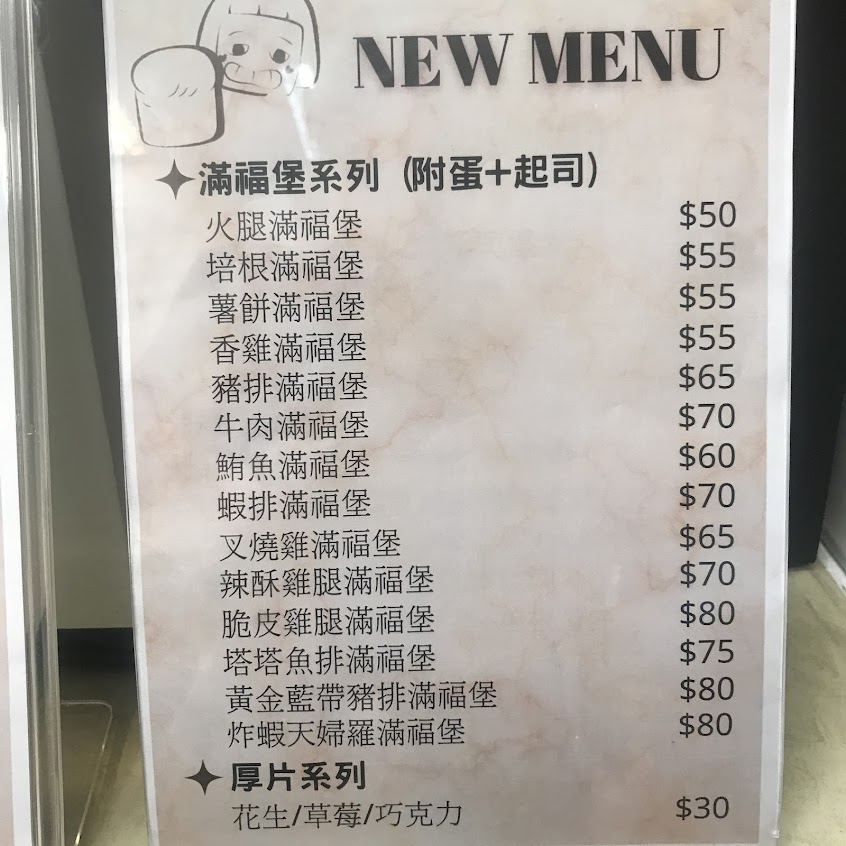 NEW MENU
滿福堡系列（附蛋+起司）
火腿滿福堡 $50
培根滿福堡 $55
薯餅滿福堡 $55
香雞滿福堡 $55
豬排滿福堡 $65
牛肉滿福堡 $70
鮪魚滿福堡 $60
蝦排滿福堡 $70
叉燒雞滿福堡 $65
辣酥雞腿滿福堡 $70
脆皮雞腿滿福堡 $80
塔塔魚排滿福堡 $75
黃金藍帶豬排滿福堡 $80
炸蝦天婦羅滿福堡 $80
厚片系列
花生/草莓/巧克力 $30